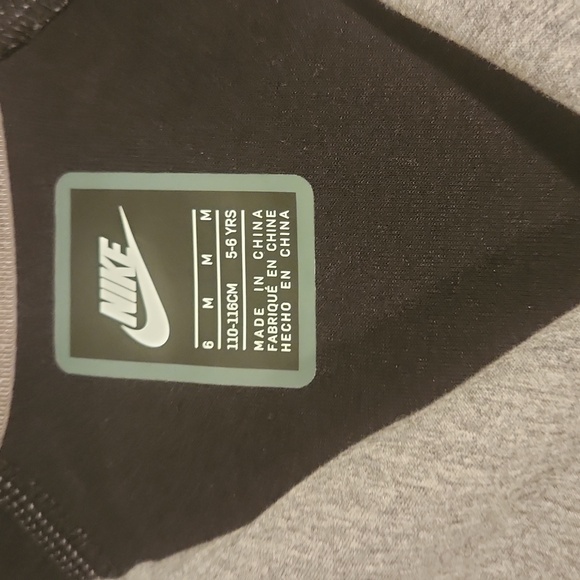 NIKE
6 M M M
110-116CM 5-6 YRS
MADE IN CHINA
FABRIQUÉ EN CHINE
HECHO EN CHINA